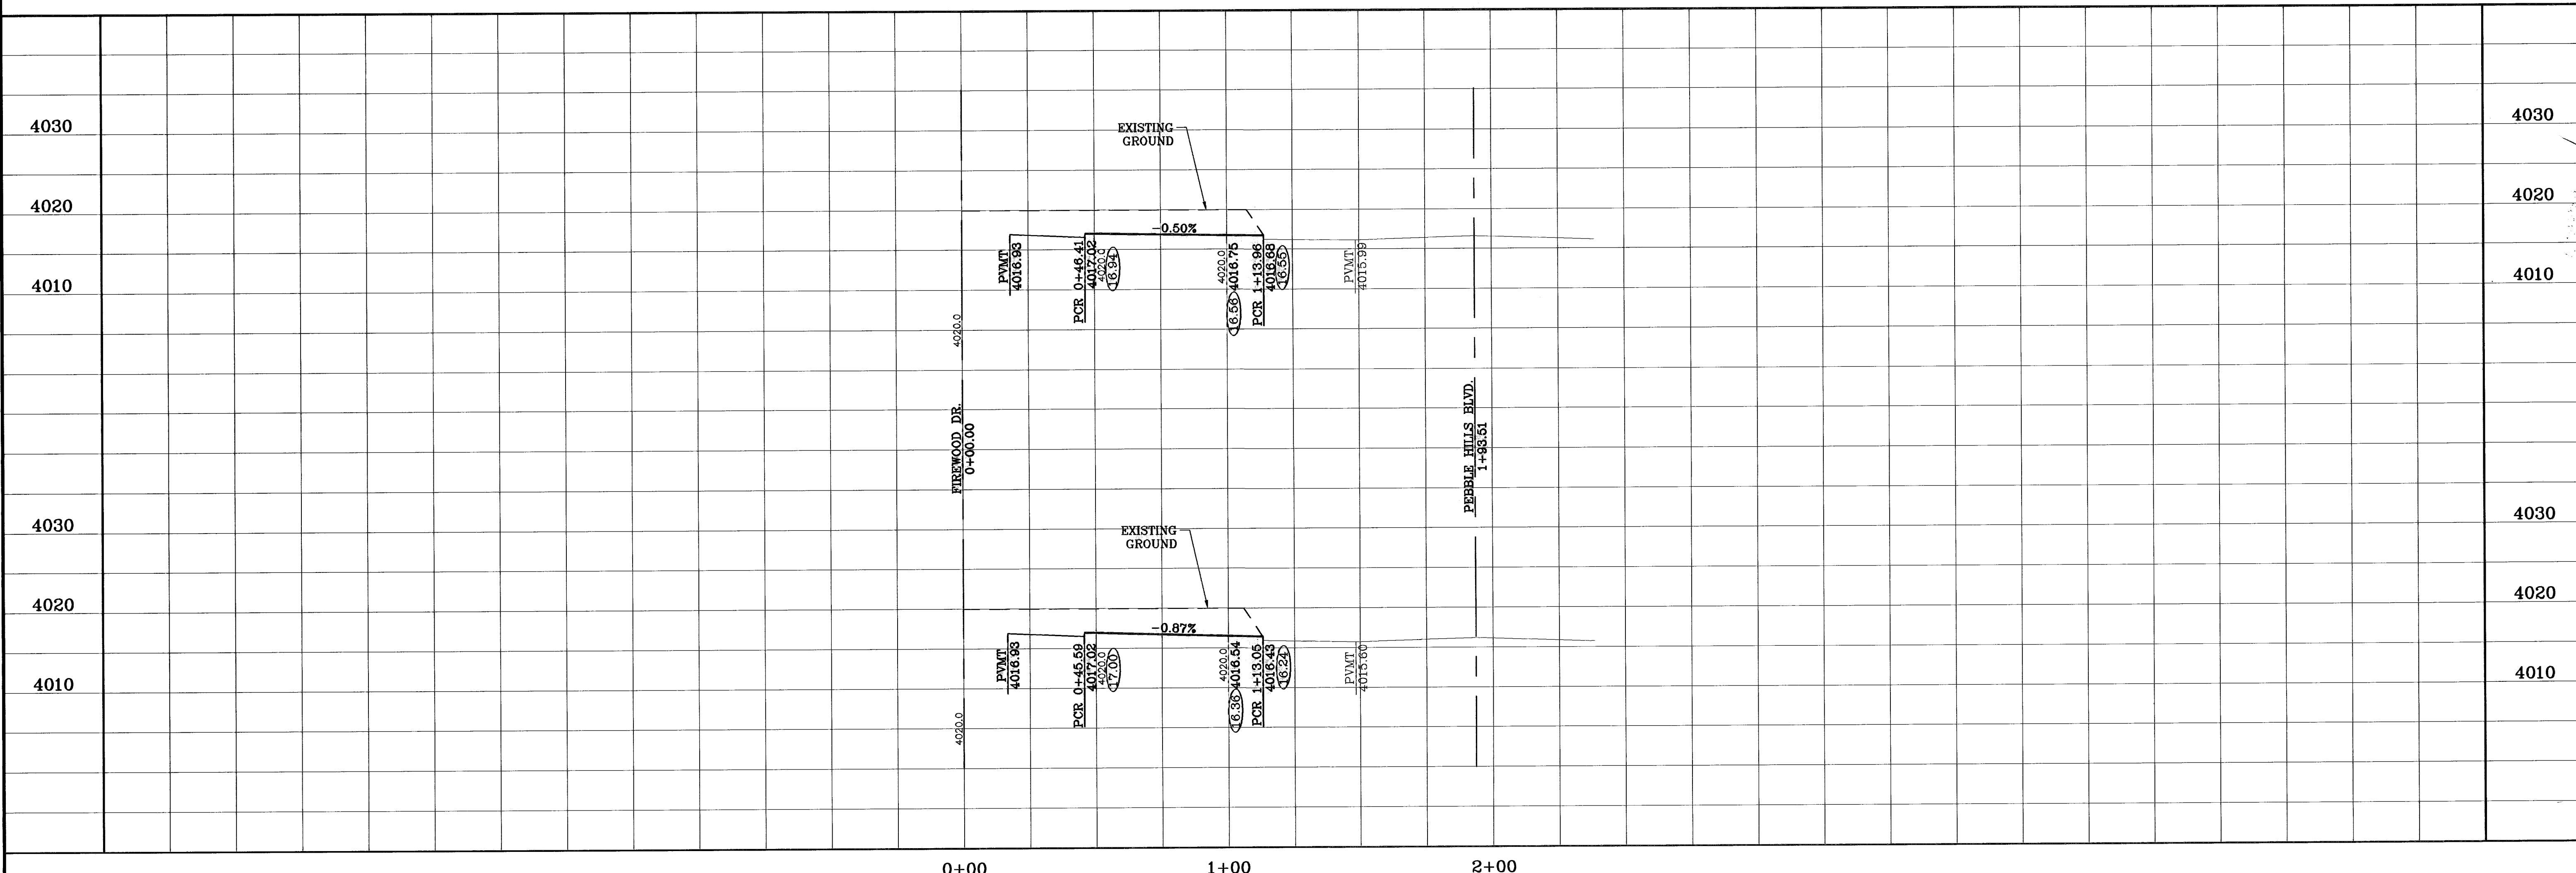 4030
4030
EXISTING
GROUND
4020
4020
-0.50%
PVMT
4016.93
PCR 0+46.41
4017.02
4020.0
16.94
4020.0
4016.75
16.56
PCR 1+13.96
4016.68
16.55
PVMT
4015.99
4010
4010
4020.0
FIREWOOD DR.
0+00.00
PEBBLE HILLS BLVD.
1+93.51
4030
4030
EXISTING
GROUND
4020
4020
-0.87%
PVMT
4016.93
PCR 0+45.59
4017.02
4020.0
17.00
4020.0
4016.54
16.36
PCR 1+13.05
4016.43
16.24
PVMT
4015.60
4010
4010
4020.0
0+00
1+00
2+00